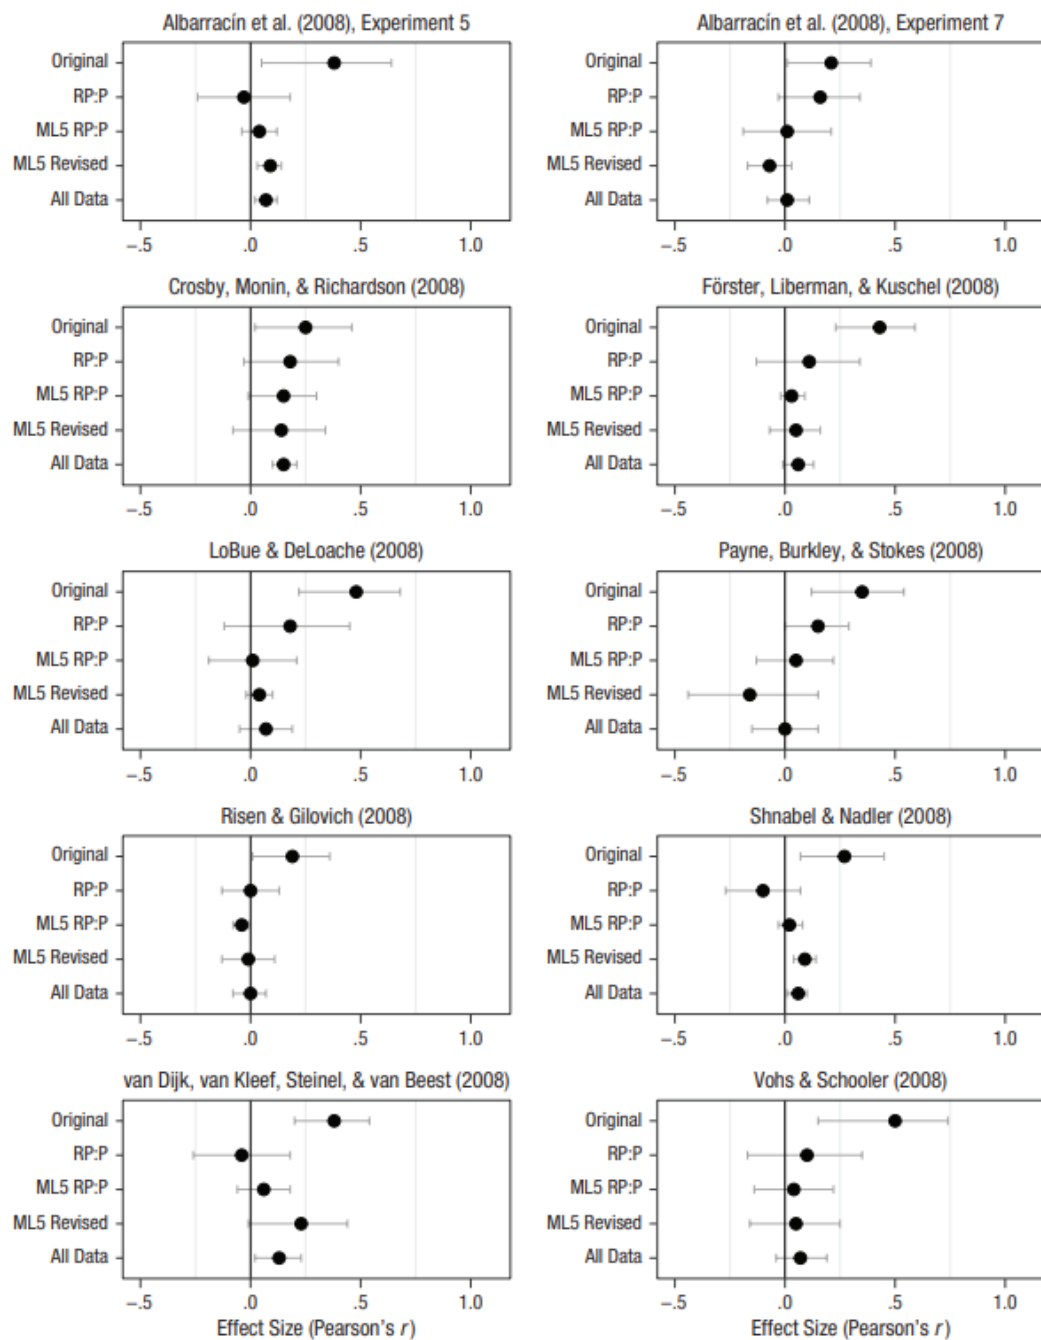 Albarracín et al. (2008), Experiment 5
Original
RP:P
ML5 RP:P
ML5 Revised
All Data
–.5 .0 .5 1.0
Albarracín et al. (2008), Experiment 7
Original
RP:P
ML5 RP:P
ML5 Revised
All Data
–.5 .0 .5 1.0
Crosby, Monin, & Richardson (2008)
Original
RP:P
ML5 RP:P
ML5 Revised
All Data
–.5 .0 .5 1.0
Förster, Liberman, & Kuschel (2008)
Original
RP:P
ML5 RP:P
ML5 Revised
All Data
–.5 .0 .5 1.0
LoBue & DeLoache (2008)
Original
RP:P
ML5 RP:P
ML5 Revised
All Data
–.5 .0 .5 1.0
Payne, Burkley, & Stokes (2008)
Original
RP:P
ML5 RP:P
ML5 Revised
All Data
–.5 .0 .5 1.0
Risen & Gilovich (2008)
Original
RP:P
ML5 RP:P
ML5 Revised
All Data
–.5 .0 .5 1.0
Shnabel & Nadler (2008)
Original
RP:P
ML5 RP:P
ML5 Revised
All Data
–.5 .0 .5 1.0
van Dijk, van Kleef, Steinel, & van Beest (2008)
Original
RP:P
ML5 RP:P
ML5 Revised
All Data
–.5 .0 .5 1.0
Effect Size (Pearson's r)
Vohs & Schooler (2008)
Original
RP:P
ML5 RP:P
ML5 Revised
All Data
–.5 .0 .5 1.0
Effect Size (Pearson's r)